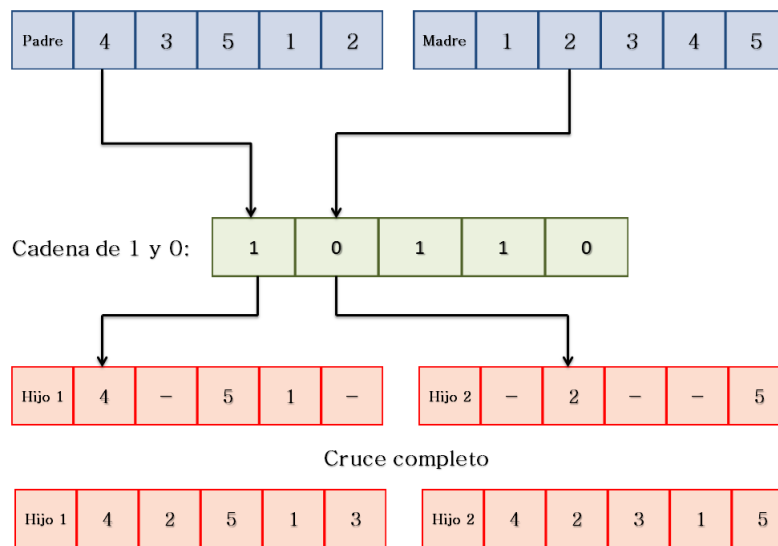 Padre 4 3 5 1 2
Madre 1 2 3 4 5
Cadena de 1 y 0: 1 0 1 1 0
Hijo 1 4 – 5 1 –
Hijo 2 – 2 – – 5
Cruce completo
Hijo 1 4 2 5 1 3
Hijo 2 4 2 3 1 5